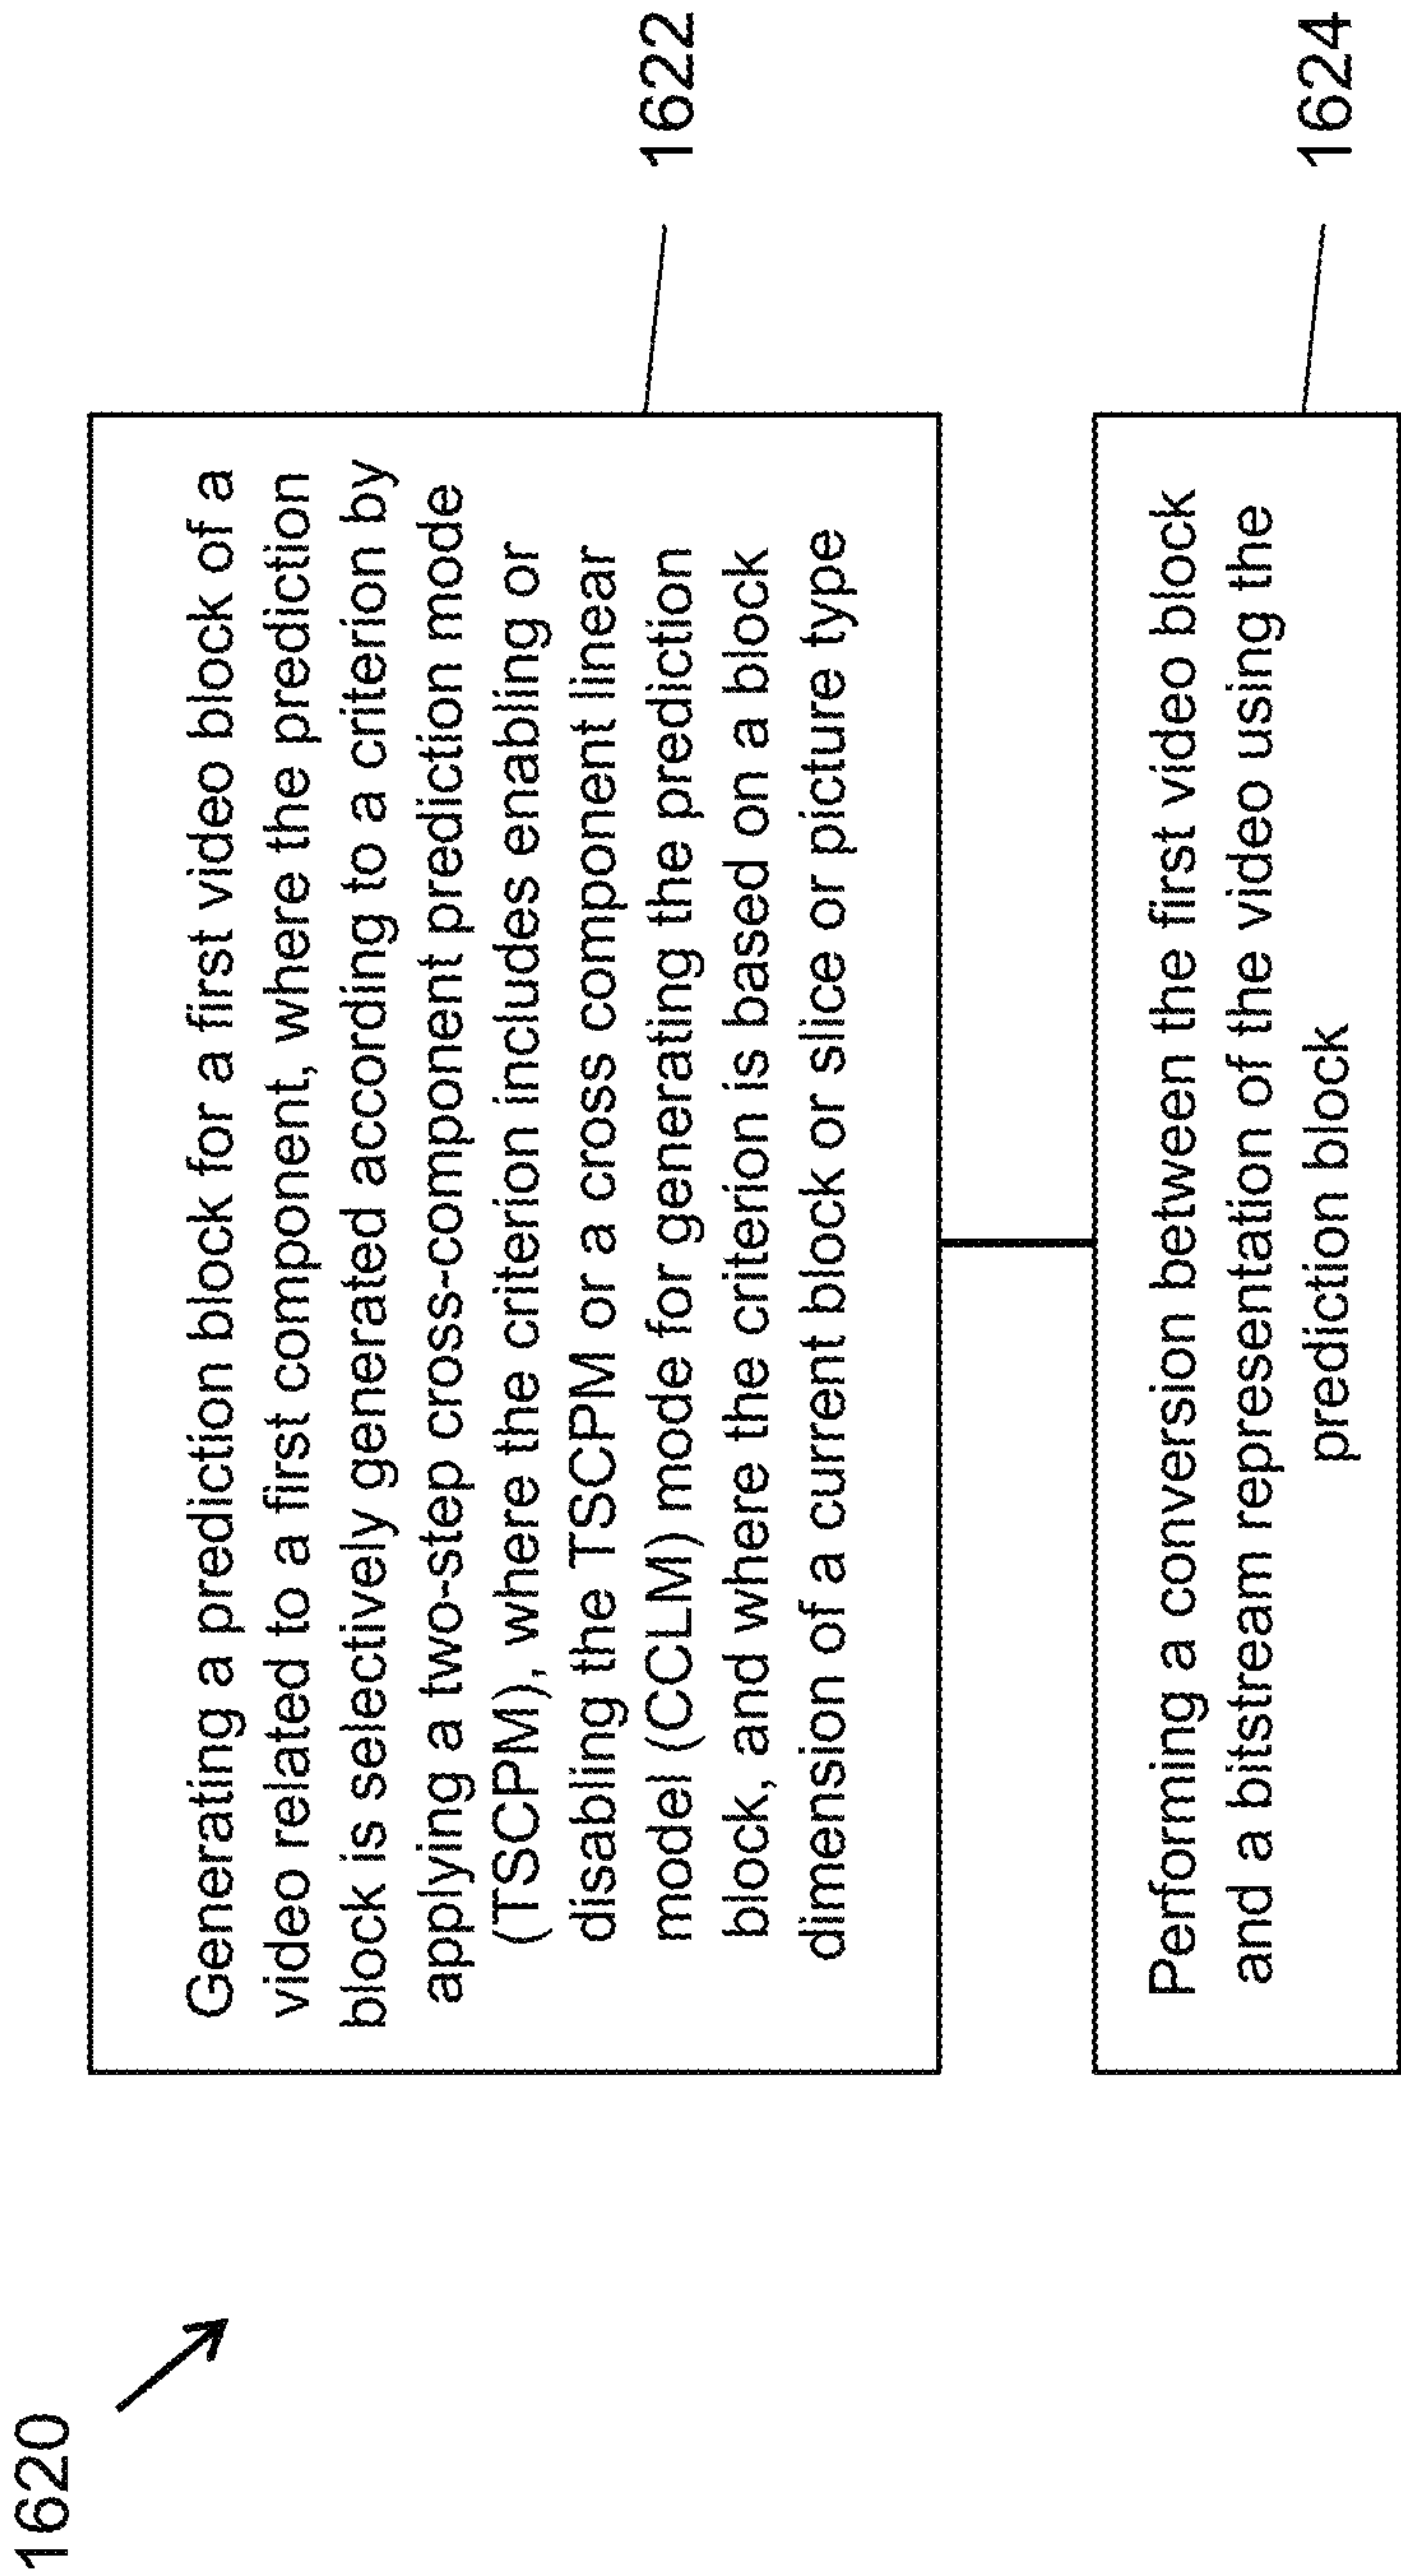 1620
Generating a prediction block for a first video block of a
video related to a first component, where the prediction
block is selectively generated according to a criterion by
applying a two-step cross-component prediction mode
(TSCPM), where the criterion includes enabling or
disabling the TSCPM or a cross component linear
model (CCLM) mode for generating the prediction
block, and where the criterion is based on a block
dimension of a current block or slice or picture type
1622
Performing a conversion between the first video block
and a bitstream representation of the video using the
prediction block
1624